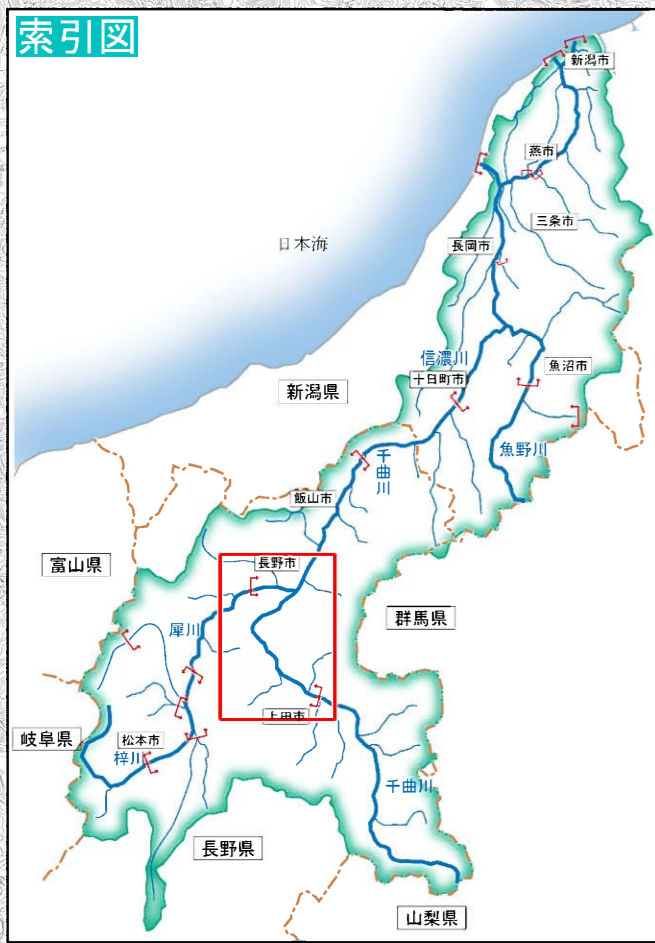 索引図
新潟市
燕市
三条市
日本海
長岡市
信濃川
魚沼市
十日町市
新潟県
魚野川
千曲川
飯山市
富山県
長野市
群馬県
犀川
上田市
岐阜県
松本市
梓川
千曲川
長野県
山梨県